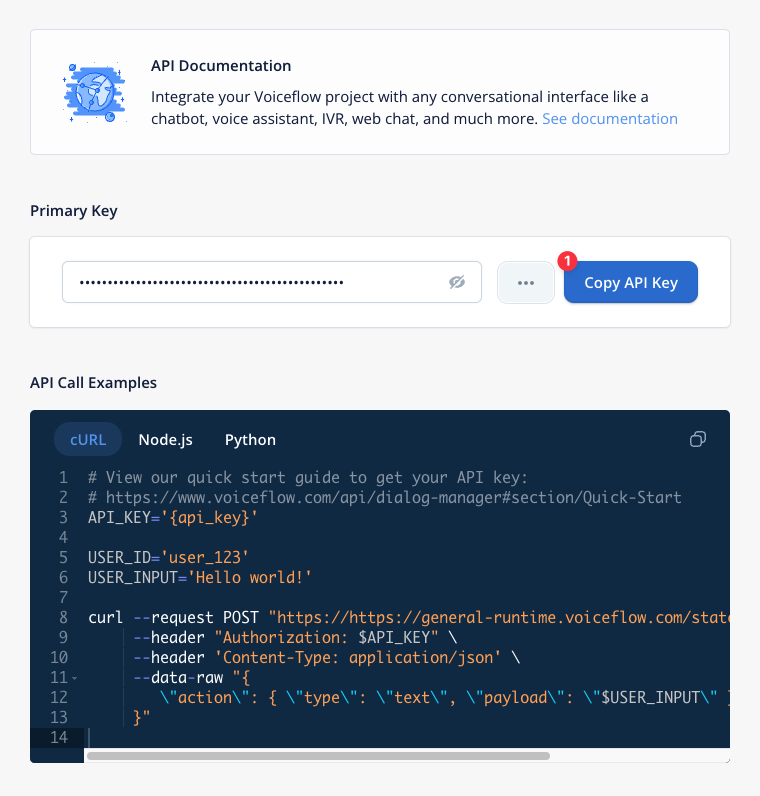 API Documentation
Integrate your Voiceflow project with any conversational interface like a
chatbot, voice assistant, IVR, web chat, and much more. See documentation
Primary Key
••••••••••••••••••••••••••••••••••••••••••••••••
•••
1
Copy API Key
API Call Examples
cURL Node.js Python
1 # View our quick start guide to get your API key:
2 # https://www.voiceflow.com/api/dialog-manager#section/Quick-Start
3 API_KEY='{api_key}'
4
5 USER_ID='user_123'
6 USER_INPUT='Hello world!'
7
8 curl --request POST "https://https://general-runtime.voiceflow.com/state
9 --header "Authorization: $API_KEY" \
10 --header 'Content-Type: application/json' \
11 --data-raw "{
12 \"action\": { \"type\": \"text\", \"payload\": \"$USER_INPUT\" }
13 }"
14